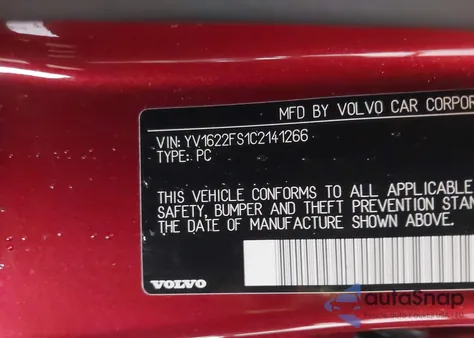 MFD BY VOLVO CAR CORPOR
VIN: YV1622FS1C2141266
TYPE: PC
THIS VEHICLE CONFORMS TO ALL APPLICABLE
SAFETY, BUMPER AND THEFT PREVENTION STAN
THE DATE OF MANUFACTURE SHOWN ABOVE.
VOLVO
autoSnap